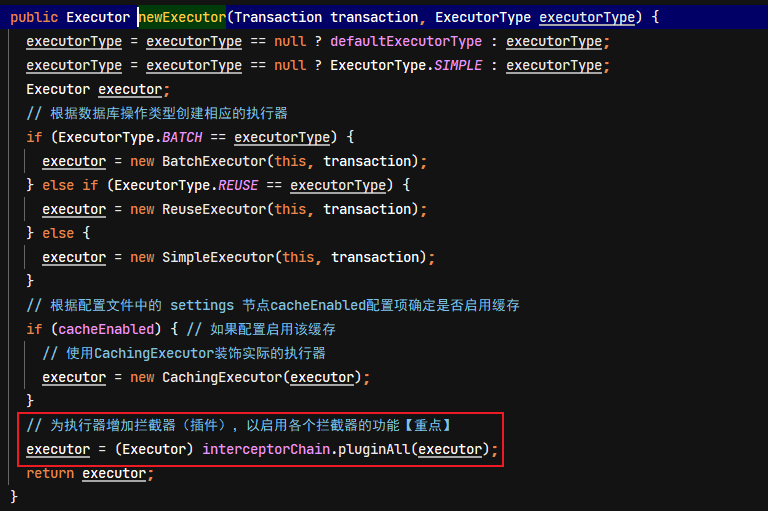 public Executor newExecutor(Transaction transaction, ExecutorType executorType) {
executorType = executorType == null ? defaultExecutorType : executorType;
executorType = executorType == null ? ExecutorType.SIMPLE : executorType;
Executor executor;
// 根据数据库操作类型创建相应的执行器
if (ExecutorType.BATCH == executorType) {
executor = new BatchExecutor(this, transaction);
} else if (ExecutorType.REUSE == executorType) {
executor = new ReuseExecutor(this, transaction);
} else {
executor = new SimpleExecutor(this, transaction);
}
// 根据配置文件中的 settings 节点cacheEnabled配置项确定是否启用缓存
if (cacheEnabled) { // 如果配置启用该缓存
// 使用CachingExecutor装饰实际的执行器
executor = new CachingExecutor(executor);
}
// 为执行器增加拦截器（插件），以启用各个拦截器的功能【重点】
executor = (Executor) interceptorChain.pluginAll(executor);
return executor;
}